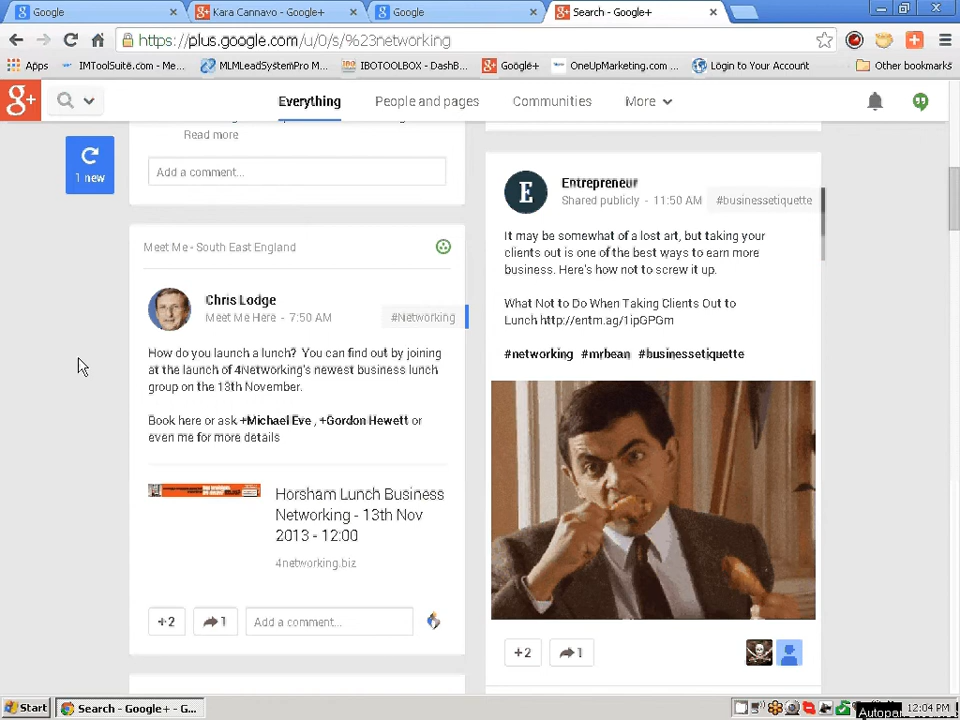 Google
Kara Cannavo - Google+
Google
Search - Google+
https://plus.google.com/u/0/s/%23networking
Apps
IMToolSuite.com - Me...
MLMLeadSystemPro M...
IBOTOOLBOX - DashB...
Google+
OneUpMarketing.com ...
Login to Your Account
Other bookmarks
g+
Everything
People and pages
Communities
More
1 new
Read more
Add a comment...
Meet Me - South East England
Chris Lodge
Meet Me Here - 7:50 AM
#Networking
How do you launch a lunch? You can find out by joining
at the launch of 4Networking's newest business lunch
group on the 13th November.
Book here or ask +Michael Eve , +Gordon Hewett or
even me for more details
Horsham Lunch Business
Networking - 13th Nov
2013 - 12:00
4networking.biz
+2
1
Add a comment...
E
Entrepreneur
Shared publicly - 11:50 AM
#businessetiquette
It may be somewhat of a lost art, but taking your
clients out is one of the best ways to earn more
business. Here's how not to screw it up.
What Not to Do When Taking Clients Out to
Lunch http://entm.ag/1ipGPGm
#networking #mrbean #businessetiquette
+2
1
Start
Search - Google+ - G...
12:04 PM